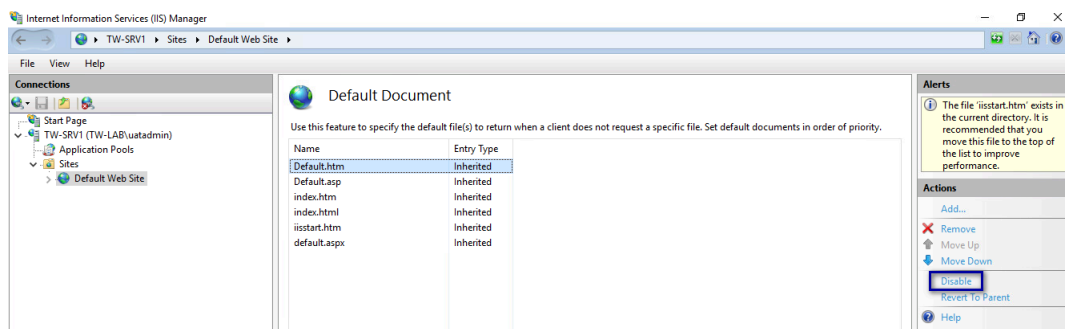 Internet Information Services (IIS) Manager
TW-SRV1 Sites Default Web Site
File View Help
Connections
Start Page
TW-SRV1 (TW-LAB\uatadmin)
Application Pools
Sites
Default Web Site
Default Document
Use this feature to specify the default file(s) to return when a client does not request a specific file. Set default documents in order of priority.
Name Entry Type
Default.htm Inherited
Default.asp Inherited
index.htm Inherited
index.html Inherited
iisstart.htm Inherited
default.aspx Inherited
Alerts
The file 'iisstart.htm' exists in
the current directory. It is
recommended that you
move this file to the top of
the list to improve
performance.
Actions
Add...
Remove
Move Up
Move Down
Disable
Revert To Parent
Help